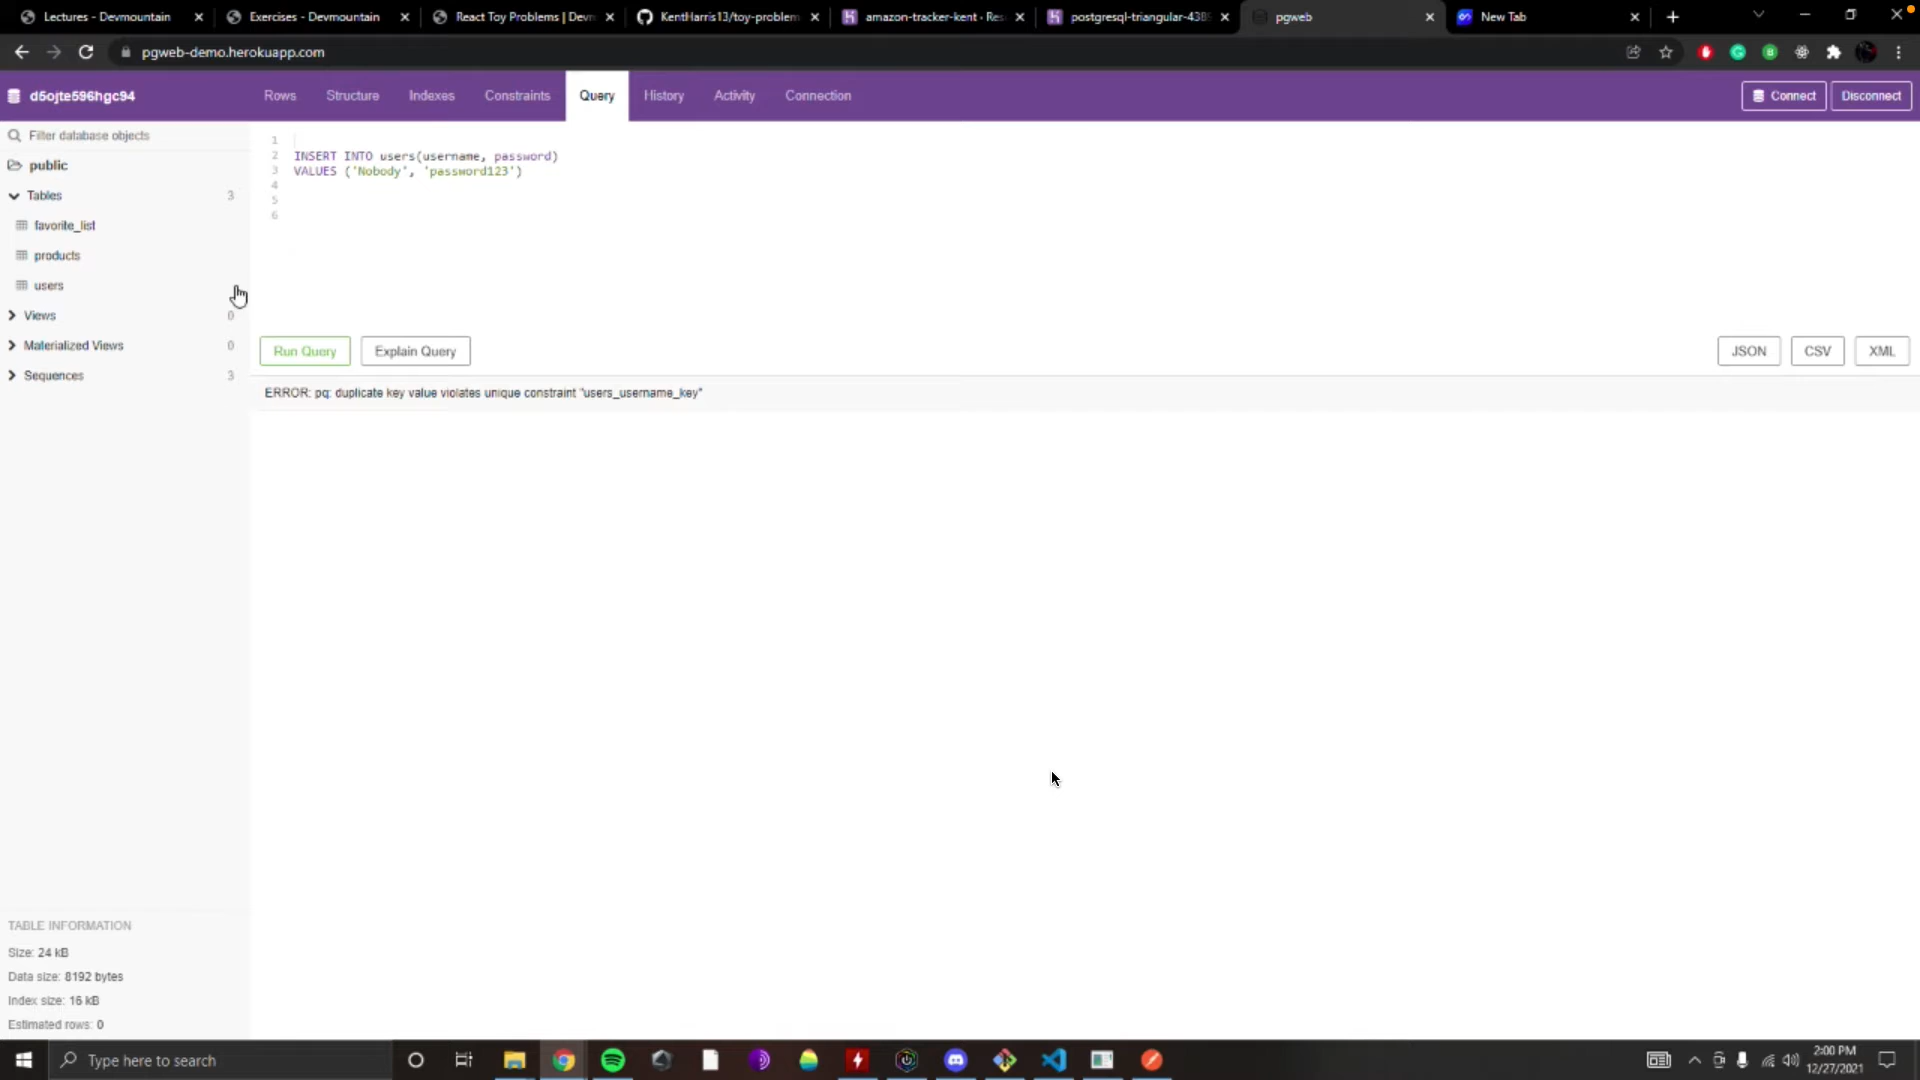 Lectures - Devmountain
Exercises - Devmountain
React Toy Problems | Devm
KentHarris13/toy-problem
amazon-tracker-kent · Res
postgresql-triangular-438
pgweb
New Tab
pgweb-demo.herokuapp.com
d5ojte596hgc94
Rows
Structure
Indexes
Constraints
Query
History
Activity
Connection
Connect
Disconnect
Filter database objects
public
Tables 3
favorite_list
products
users
Views 0
Materialized Views 0
Sequences 3
1
2 INSERT INTO users(username, password)
3 VALUES ('Nobody', 'password123')
4
5
6
Run Query
Explain Query
JSON
CSV
XML
ERROR: pq: duplicate key value violates unique constraint "users_username_key"
TABLE INFORMATION
Size: 24 kB
Data size: 8192 bytes
Index size: 16 kB
Estimated rows: 0
Type here to search
2:00 PM
12/27/2021